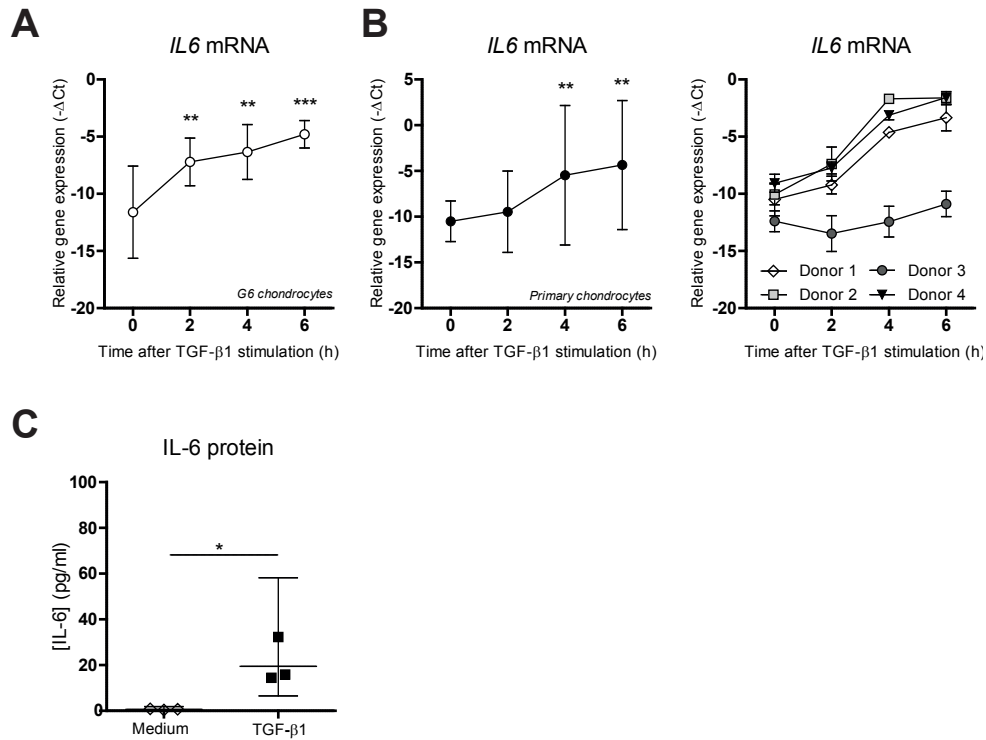 A
IL6 mRNA
Relative gene expression (-ΔCt)
0
-5
-10
-15
-20
**
**
***
G6 chondrocytes
0 2 4 6
Time after TGF-β1 stimulation (h)
B
IL6 mRNA
Relative gene expression (-ΔCt)
5
0
-5
-10
-15
-20
**
**
Primary chondrocytes
0 2 4 6
Time after TGF-β1 stimulation (h)
IL6 mRNA
Relative gene expression (-ΔCt)
0
-5
-10
-15
-20
Donor 1 Donor 3
Donor 2 Donor 4
0 2 4 6
Time after TGF-β1 stimulation (h)
C
IL-6 protein
[IL-6] (pg/ml)
100
80
60
40
20
0
*
Medium TGF-β1